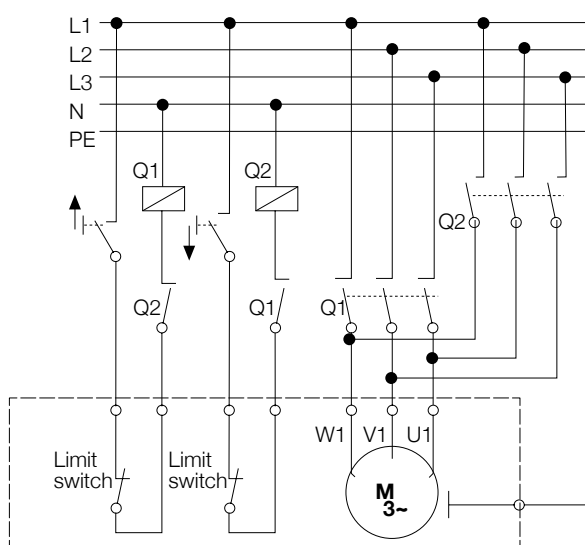 L1
L2
L3
N
PE
Q1
Q2
Q2
Q2
Q1
Q1
W1
V1
U1
Limit
switch
Limit
switch
M
3~